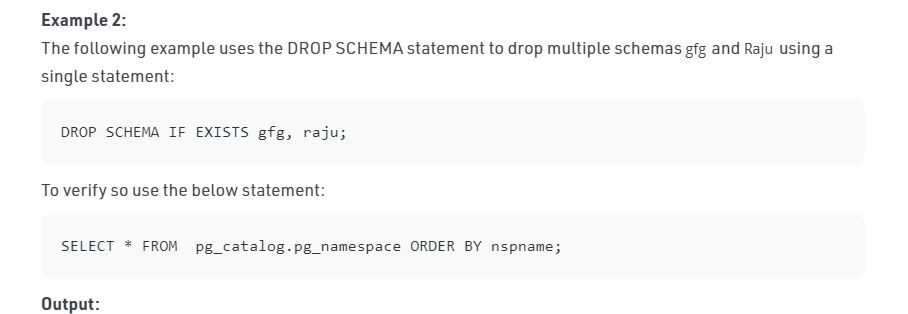 Example 2:
The following example uses the DROP SCHEMA statement to drop multiple schemas gfg and Raju using a
single statement:
DROP SCHEMA IF EXISTS gfg, raju;
To verify so use the below statement:
SELECT * FROM  pg_catalog.pg_namespace ORDER BY nspname;
Output: